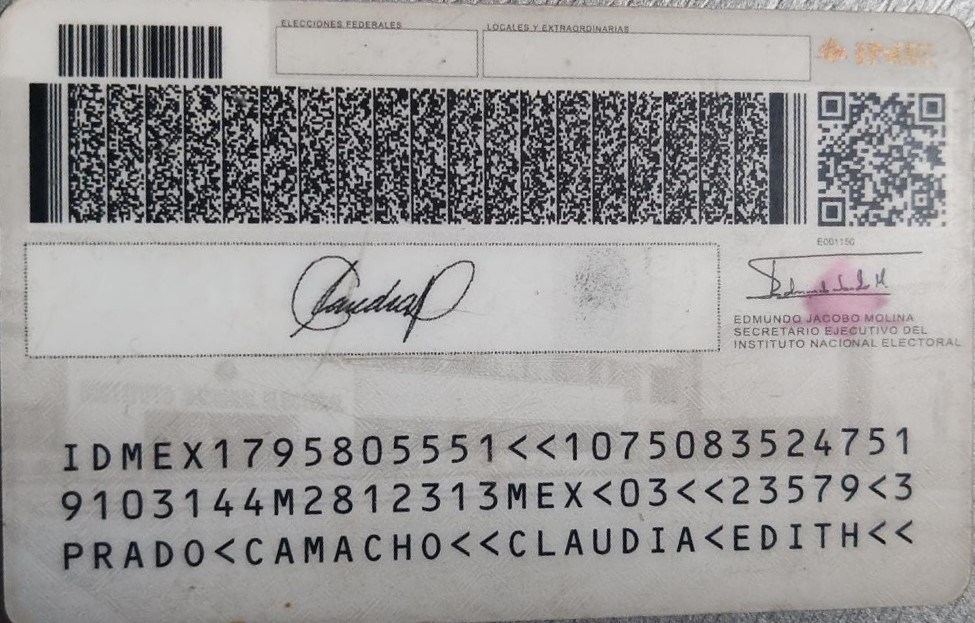 ELECCIONES FEDERALES
LOCALES Y EXTRAORDINARIAS
E001150
EDMUNDO JACOBO MOLINA
SECRETARIO EJECUTIVO DEL
INSTITUTO NACIONAL ELECTORAL
IDMEX1795805551<<1075083524751
9103144M2812313MEX<03<<23579<3
PRADO<CAMACHO<<CLAUDIA<EDITH<<